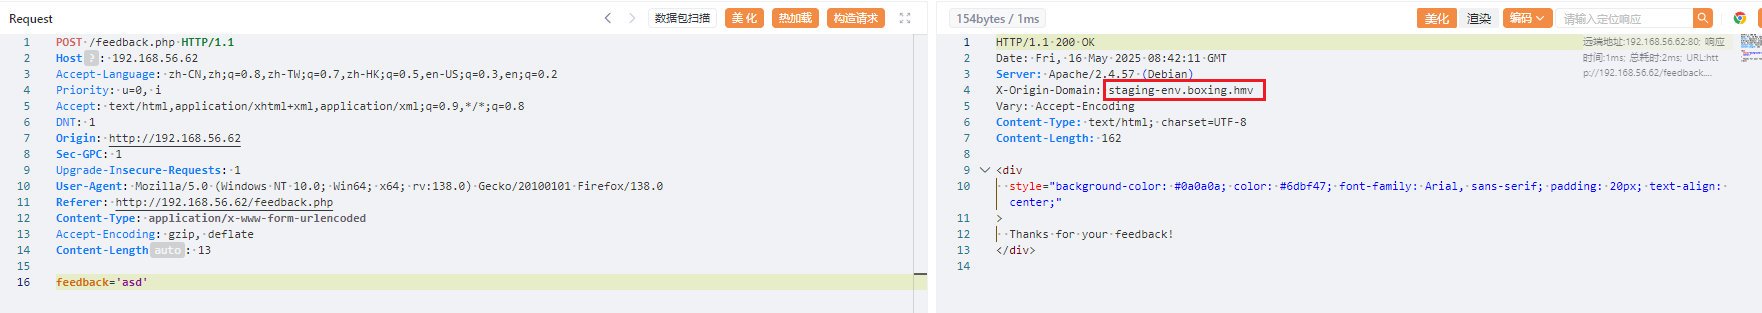 Request
数据包扫描
美化
热加载
构造请求
1 POST /feedback.php HTTP/1.1
2 Host ? : 192.168.56.62
3 Accept-Language: zh-CN,zh;q=0.8,zh-TW;q=0.7,zh-HK;q=0.5,en-US;q=0.3,en;q=0.2
4 Priority: u=0, i
5 Accept: text/html,application/xhtml+xml,application/xml;q=0.9,*/*;q=0.8
6 DNT: 1
7 Origin: http://192.168.56.62
8 Sec-GPC: 1
9 Upgrade-Insecure-Requests: 1
10 User-Agent: Mozilla/5.0 (Windows NT 10.0; Win64; x64; rv:138.0) Gecko/20100101 Firefox/138.0
11 Referer: http://192.168.56.62/feedback.php
12 Content-Type: application/x-www-form-urlencoded
13 Accept-Encoding: gzip, deflate
14 Content-Length auto : 13
15
16 feedback='asd'
154bytes / 1ms
美化
渲染
编码
请输入定位响应
1 HTTP/1.1 200 OK
2 Date: Fri, 16 May 2025 08:42:11 GMT
3 Server: Apache/2.4.57 (Debian)
4 X-Origin-Domain: staging-env.boxing.hmv
5 Vary: Accept-Encoding
6 Content-Type: text/html; charset=UTF-8
7 Content-Length: 162
8
9 <div
10 style="background-color: #0a0a0a; color: #6dbf47; font-family: Arial, sans-serif; padding: 20px; text-align:
center;"
11 >
12 Thanks for your feedback!
13 </div>
14
远端地址:192.168.56.62:80; 响应
时间:1ms; 总耗时:2ms; URL:htt
p://192.168.56.62/feedback....